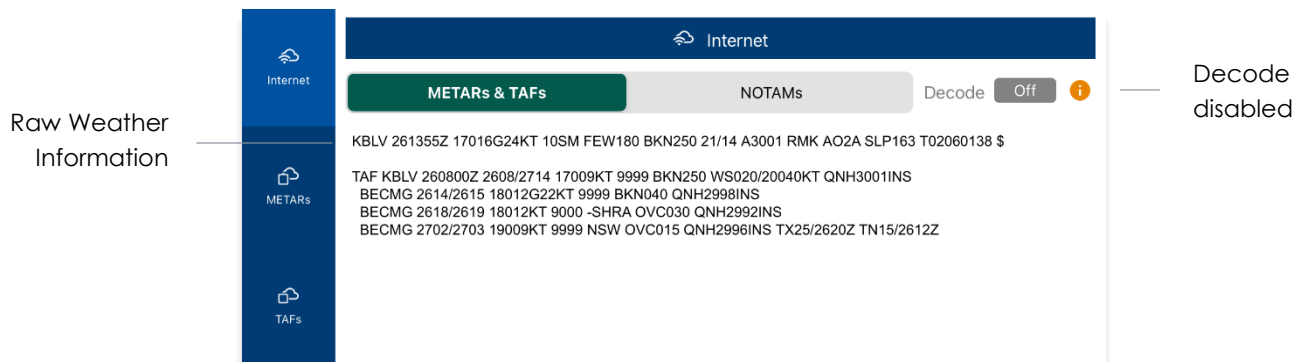 Internet
Internet
METARs & TAFs
NOTAMs
Decode
Off
Decode
disabled
Raw Weather
Information
KBLV 261355Z 17016G24KT 10SM FEW180 BKN250 21/14 A3001 RMK AO2A SLP163 T02060138 $
TAF KBLV 260800Z 2608/2714 17009KT 9999 BKN250 WS020/20040KT QNH3001INS
BECMG 2614/2615 18012G22KT 9999 BKN040 QNH2998INS
BECMG 2618/2619 18012KT 9000 -SHRA OVC030 QNH2992INS
BECMG 2702/2703 19009KT 9999 NSW OVC015 QNH2996INS TX25/2620Z TN15/2612Z
METARs
TAFs